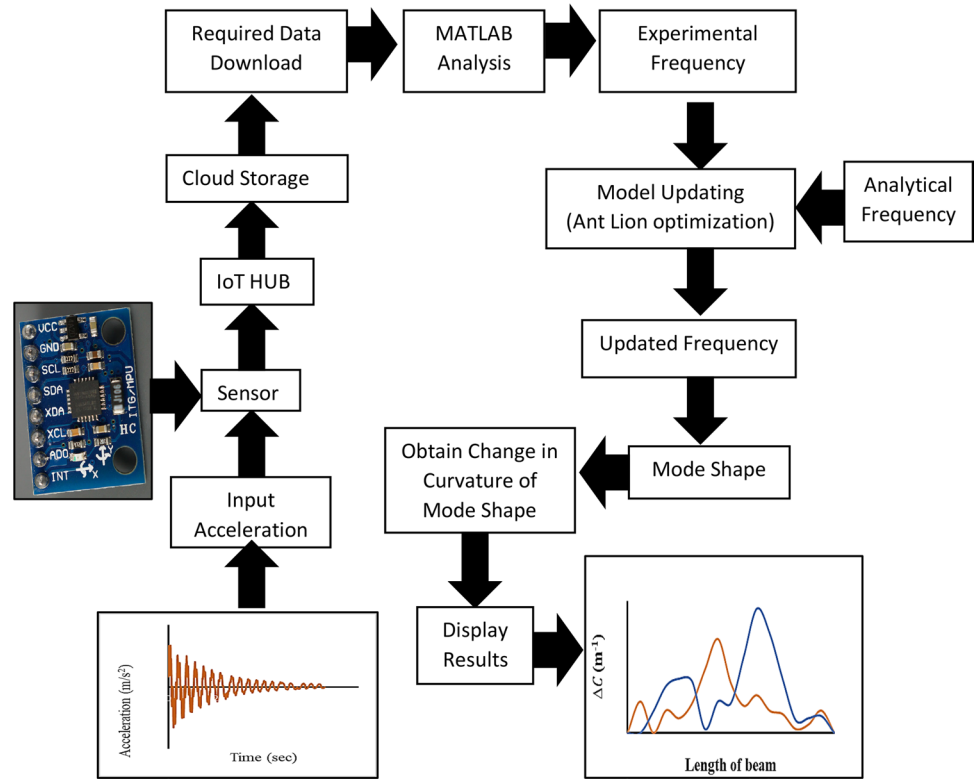 Required Data
Download
MATLAB
Analysis
Experimental
Frequency
Cloud Storage
Model Updating
(Ant Lion optimization)
Analytical
Frequency
IoT HUB
Updated Frequency
VCC
GND
SCL
SDA
XDA
XCL
ADO
INT
ITG/MPU
J106
HC
X
Y
Sensor
Obtain Change in
Curvature of
Mode Shape
Mode Shape
Input
Acceleration
Display
Results
Acceleration (m/s²)
Time (sec)
ΔC (m⁻¹)
Length of beam